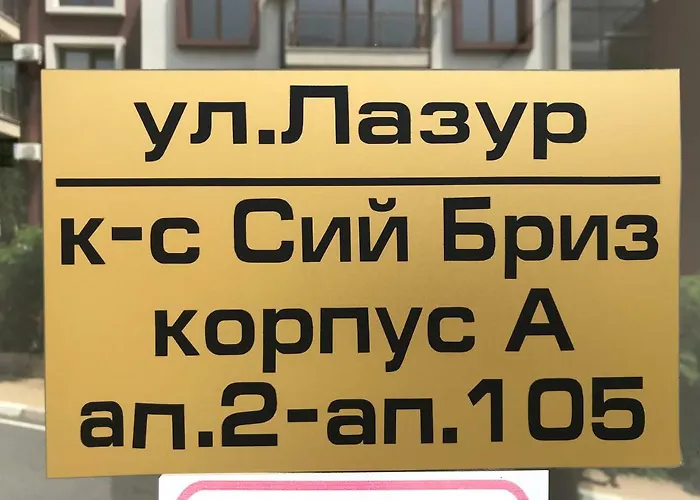 ул.Лазур
к-с Сий Бриз
корпус А
ап.2-ап.105